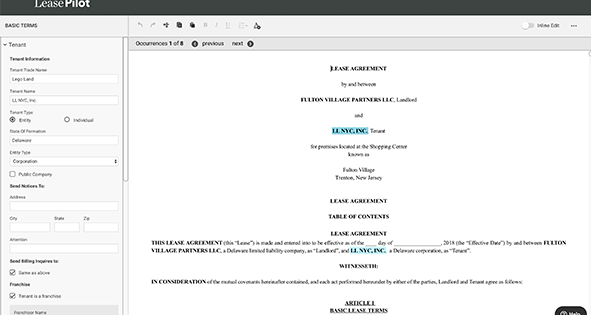 LeasePilot
BASIC TERMS
Inline Edit
Tenant
Occurrences 1 of 8 previous next
Tenant Information
Tenant Trade Name
Lego Land
Tenant Name
LL NYC, Inc.
Tenant Type
Entity Individual
State Of Formation
Delaware
Entity Type
Corporation
Public Company
Send Notices To:
Address
City State Zip
Attention
Send Billing Inquires to:
Same as above
Franchise
Tenant is a franchise
Franchisor Name
LEASE AGREEMENT
by and between
FULTON VILLAGE PARTNERS LLC, Landlord
and
LL NYC, INC. Tenant
for premises located at the Shopping Center
known as
Fulton Village
Trenton, New Jersey
LEASE AGREEMENT
TABLE OF CONTENTS
LEASE AGREEMENT
THIS LEASE AGREEMENT (this "Lease") is made and entered into to be effective as of the ____ day of ________________, 2018 (the "Effective Date") by and between FULTON
VILLAGE PARTNERS LLC, a Delaware limited liability company, as "Landlord", and LL NYC, INC. a Delaware corporation, as "Tenant".
WITNESSETH:
IN CONSIDERATION of the mutual covenants hereinafter contained, and each act performed hereunder by either of the parties, Landlord and Tenant agree as follows:
ARTICLE 1
BASIC LEASE TERMS
Help